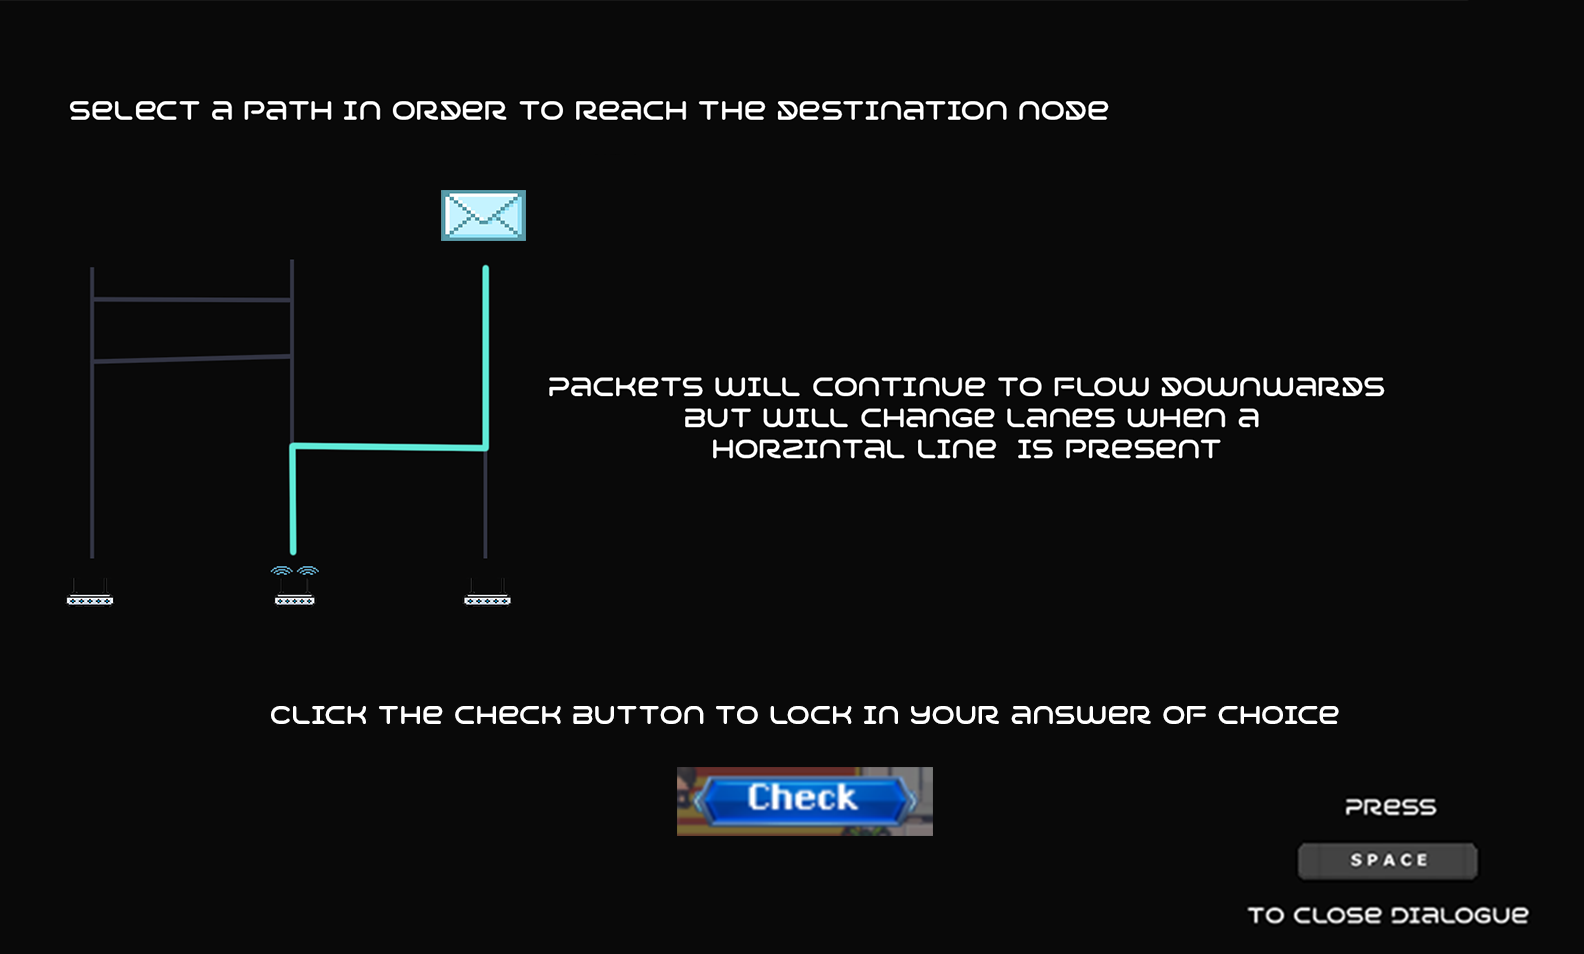 Select a path in order to reach the destination node
Packets will continue to flow downwards
but will change lanes when a
horzintal line is present
Click the check button to lock in your answer of choice
Check
Press
SPACE
to close dialogue